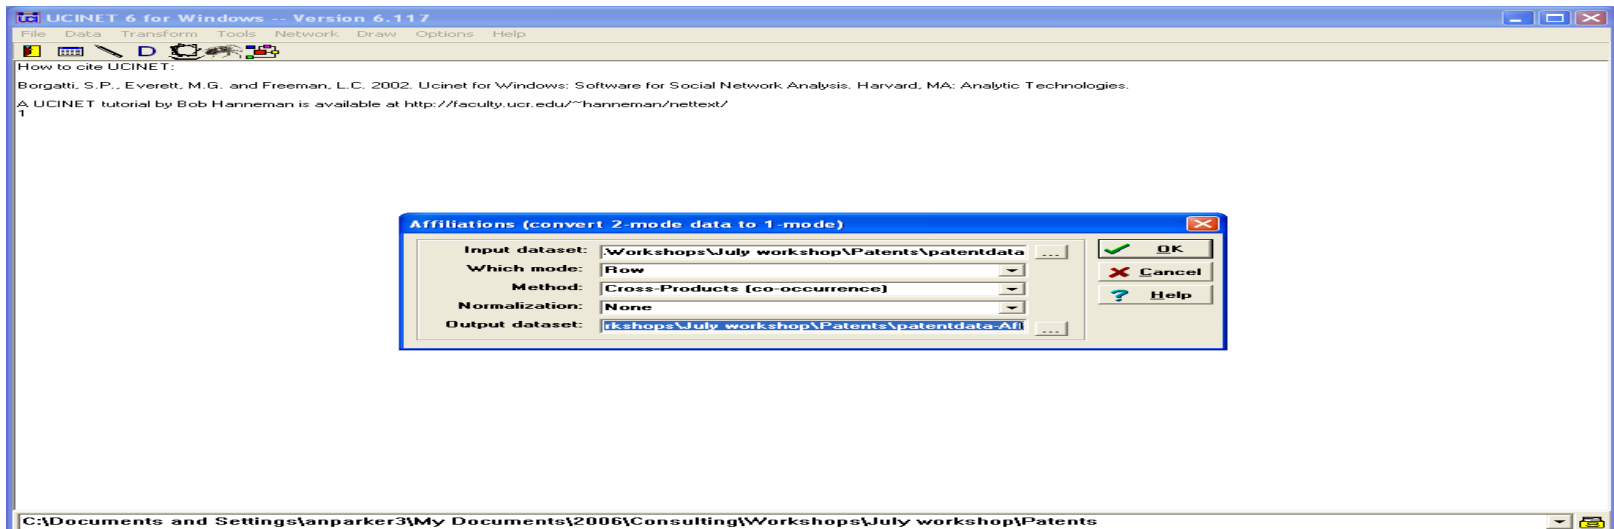 UCINET 6 for Windows -- Version 6.117
File Data Transform Tools Network Draw Options Help
D
How to cite UCINET:
Borgatti, S.P., Everett, M.G. and Freeman, L.C. 2002. Ucinet for Windows: Software for Social Network Analysis. Harvard, MA: Analytic Technologies.
A UCINET tutorial by Bob Hanneman is available at http://faculty.ucr.edu/~hanneman/nettext/
1
Affiliations (convert 2-mode data to 1-mode)
Input dataset: .Workshops\July workshop\Patents\patentdata ... OK
Which mode: Row Cancel
Method: Cross-Products (co-occurrence) Help
Normalization: None
Output dataset: rkshops\July workshop\Patents\patentdata-Aff ...
C:\Documents and Settings\anparker3\My Documents\2006\Consulting\Workshops\July workshop\Patents